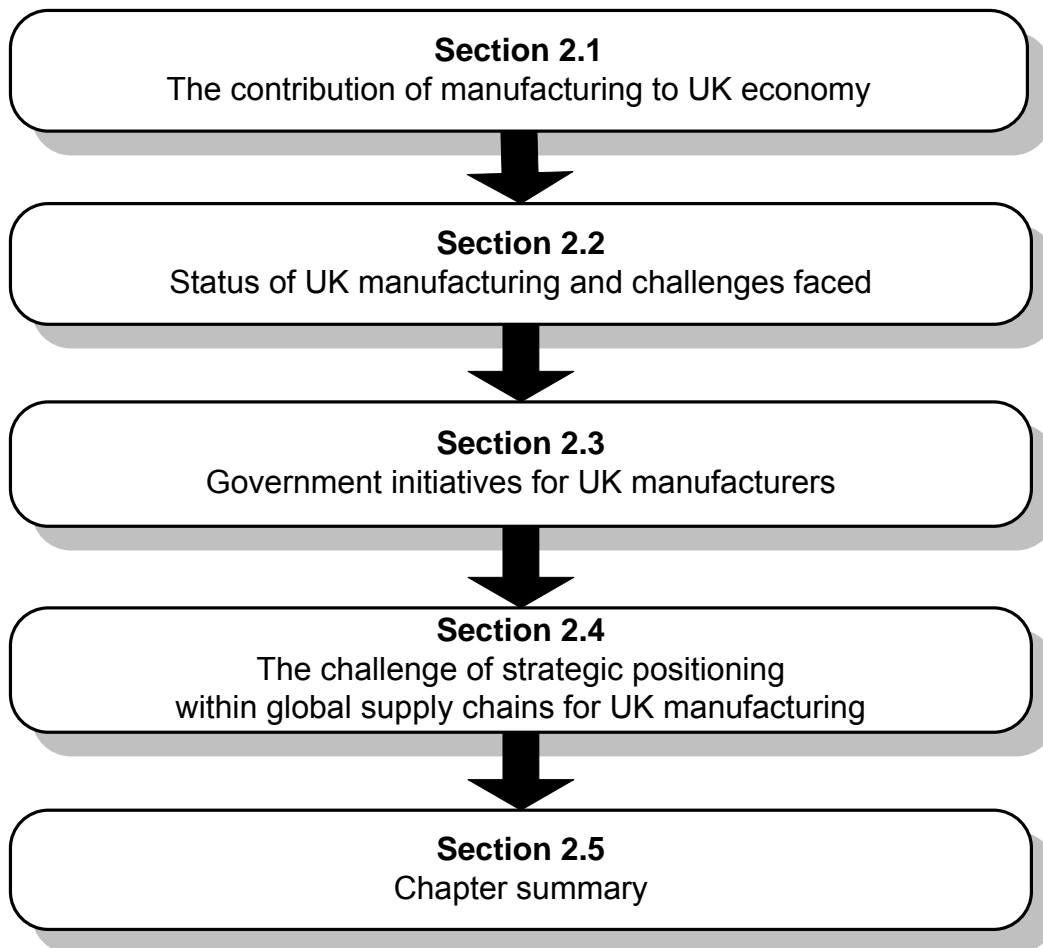 Section 2.1
The contribution of manufacturing to UK economy
Section 2.2
Status of UK manufacturing and challenges faced
Section 2.3
Government initiatives for UK manufacturers
Section 2.4
The challenge of strategic positioning
within global supply chains for UK manufacturing
Section 2.5
Chapter summary